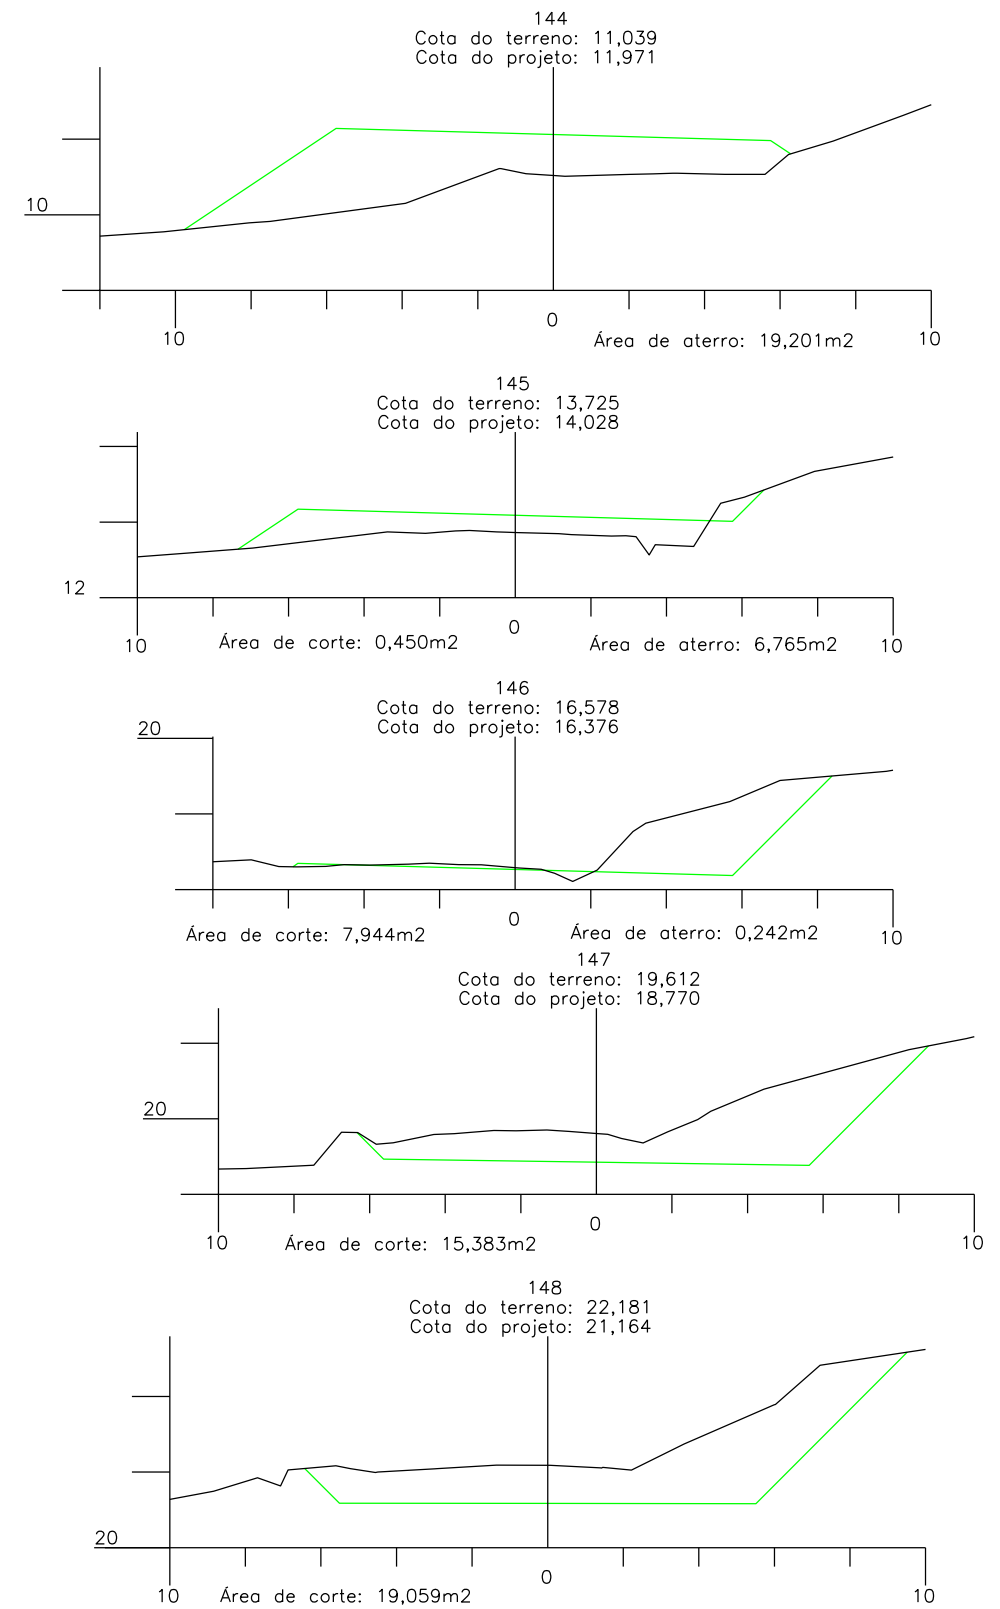 144
Cota do terreno: 11,039
Cota do projeto: 11,971
10
10
0
10
Área de aterro: 19,201m2
145
Cota do terreno: 13,725
Cota do projeto: 14,028
12
10
0
10
Área de corte: 0,450m2
Área de aterro: 6,765m2
146
Cota do terreno: 16,578
Cota do projeto: 16,376
20
0
10
Área de corte: 7,944m2
Área de aterro: 0,242m2
147
Cota do terreno: 19,612
Cota do projeto: 18,770
20
10
0
10
Área de corte: 15,383m2
148
Cota do terreno: 22,181
Cota do projeto: 21,164
20
10
0
10
Área de corte: 19,059m2